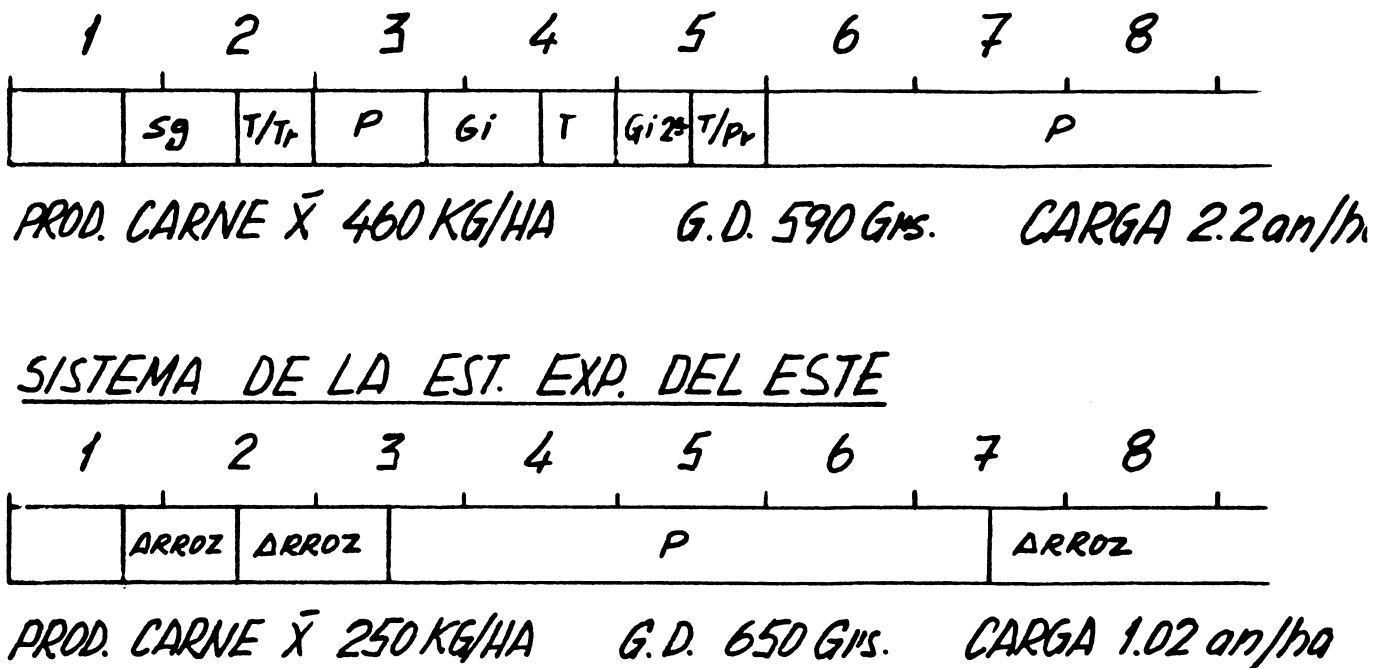 1 2 3 4 5 6 7 8
Sg T/Tr P Gi T Gi 2ª T/Pr P
PROD. CARNE X̄ 460 KG/HA G.D. 590 Grs. CARGA 2.2 an/h
SISTEMA DE LA EST. EXP. DEL ESTE
1 2 3 4 5 6 7 8
ARROZ ARROZ P ARROZ
PROD. CARNE X̄ 250 KG/HA G.D. 650 Grs. CARGA 1.02 an/ha